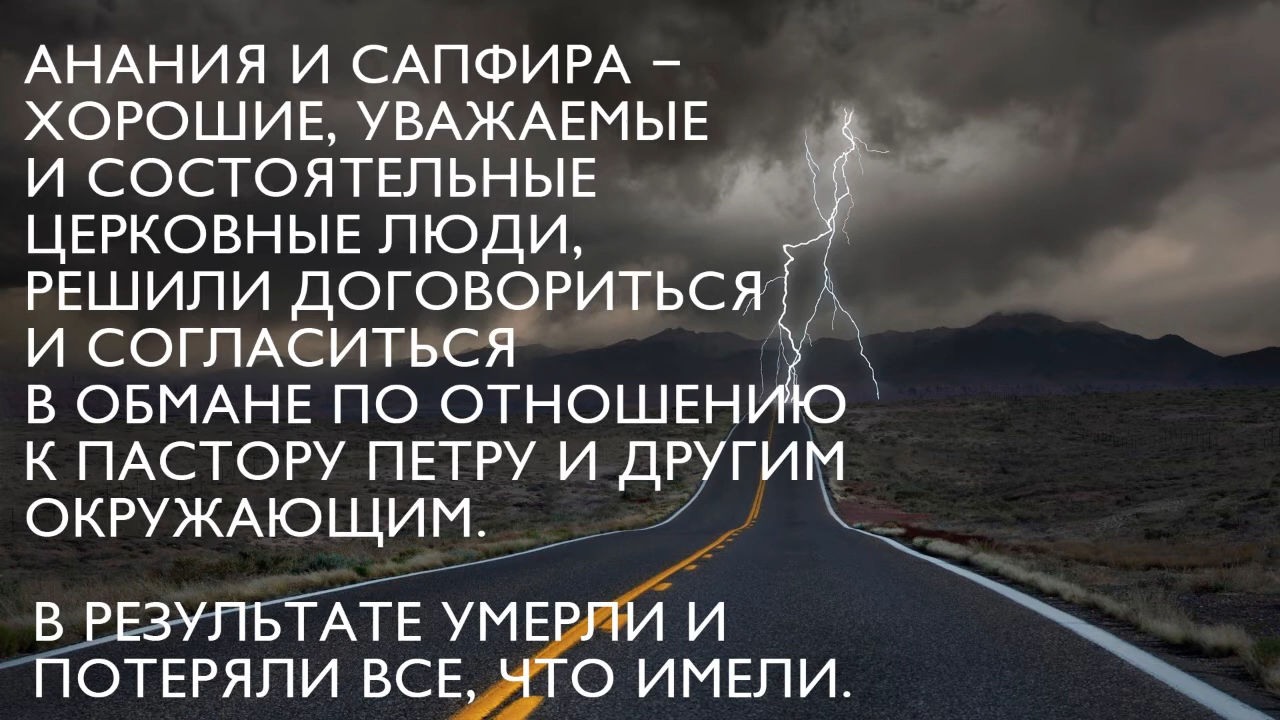 АНАНИЯ И САПФИРА –
ХОРОШИЕ, УВАЖАЕМЫЕ
И СОСТОЯТЕЛЬНЫЕ
ЦЕРКОВНЫЕ ЛЮДИ,
РЕШИЛИ ДОГОВОРИТЬСЯ
И СОГЛАСИТЬСЯ
В ОБМАНЕ ПО ОТНОШЕНИЮ
К ПАСТОРУ ПЕТРУ И ДРУГИМ
ОКРУЖАЮЩИМ.
В РЕЗУЛЬТАТЕ УМЕРЛИ И
ПОТЕРЯЛИ ВСЕ, ЧТО ИМЕЛИ.